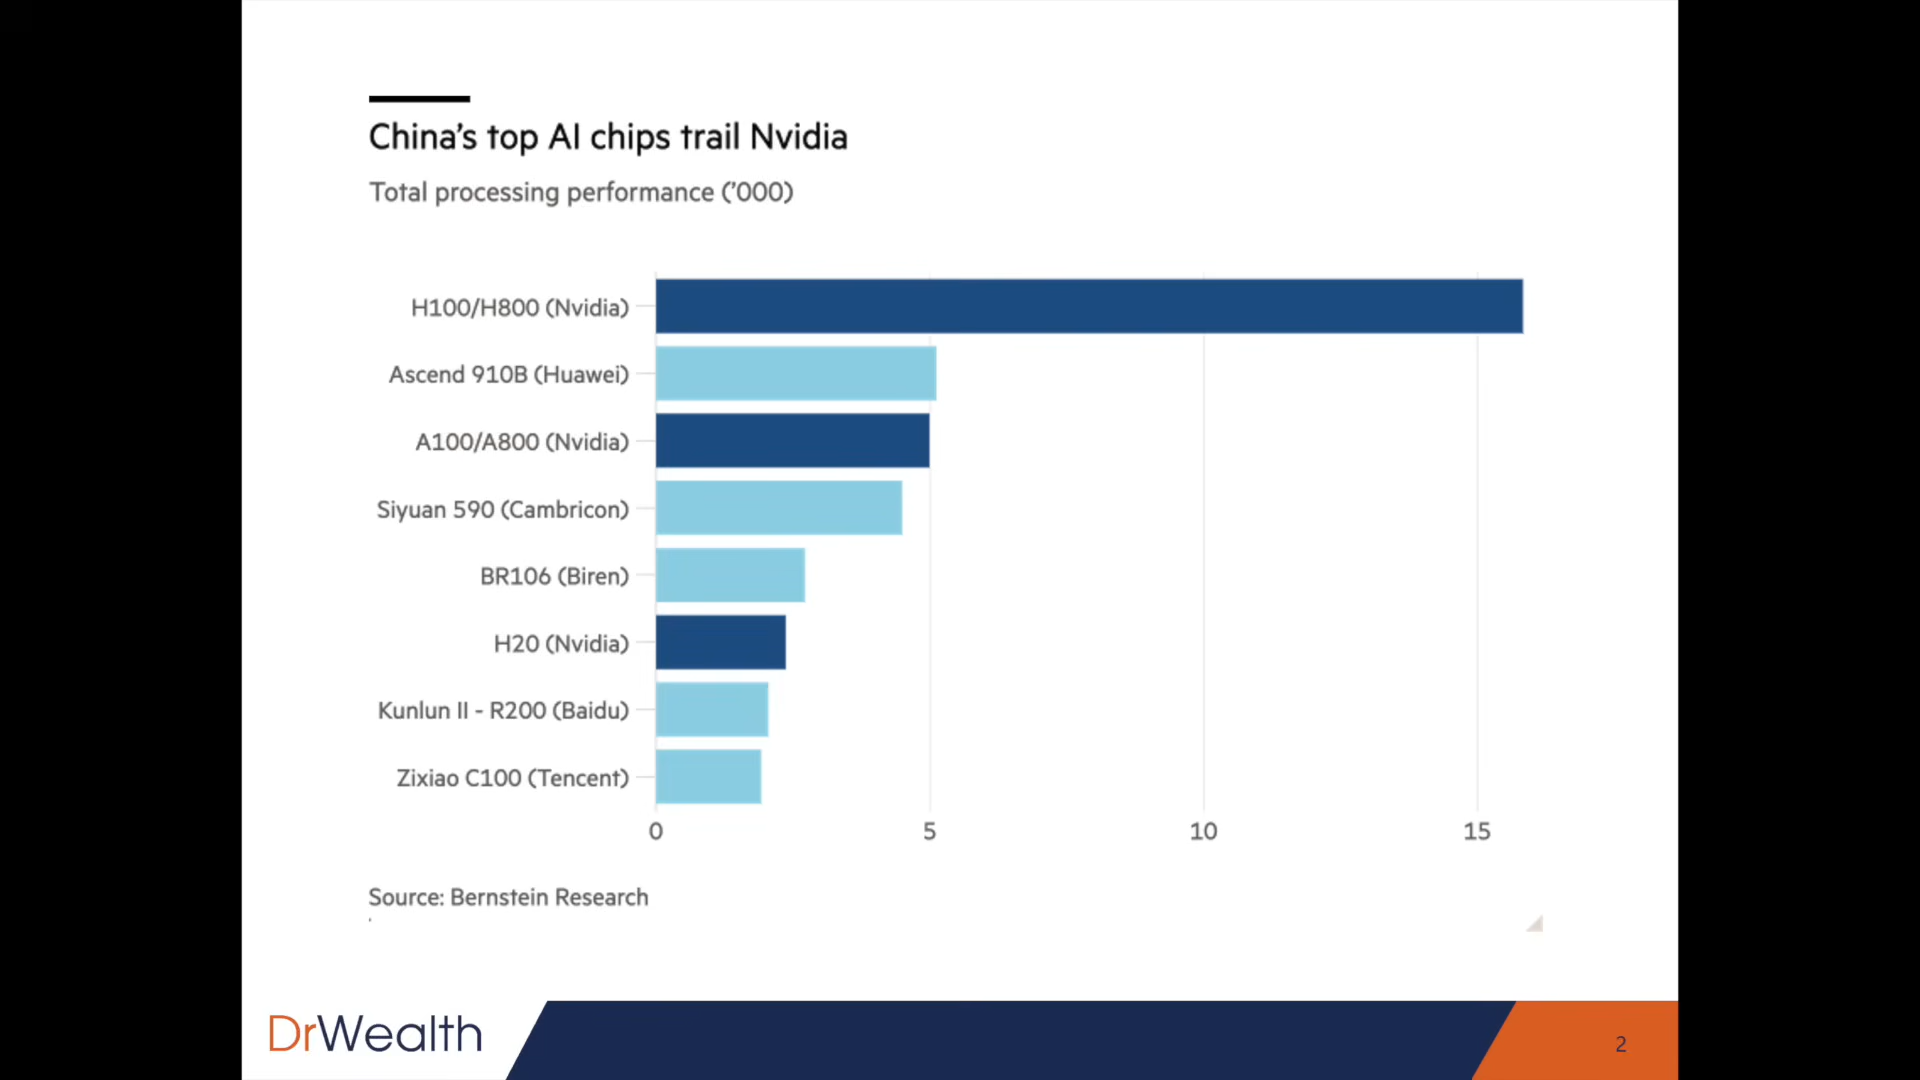 China's top AI chips trail Nvidia
Total processing performance ('000)
H100/H800 (Nvidia)
Ascend 910B (Huawei)
A100/A800 (Nvidia)
Siyuan 590 (Cambricon)
BR106 (Biren)
H20 (Nvidia)
Kunlun II - R200 (Baidu)
Zixiao C100 (Tencent)
0 5 10 15
Source: Bernstein Research
DrWealth
2